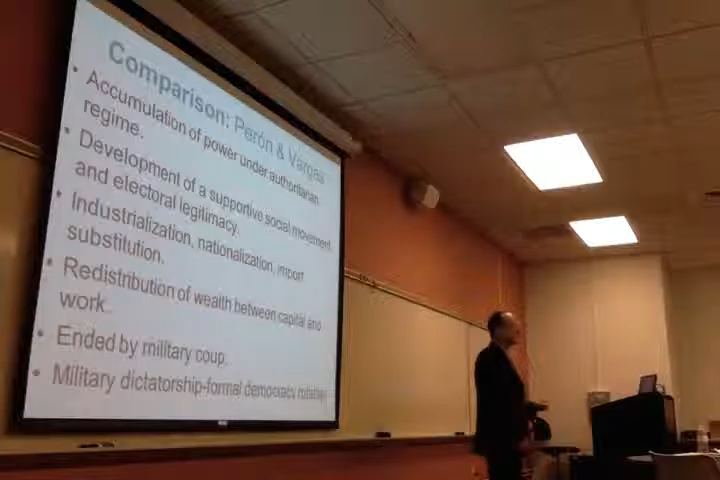 Comparison: Perón & Vargas
• Accumulation of power under authoritarian
regime.
• Development of a supportive social movement
and electoral legitimacy.
• Industrialization, nationalization, import
substitution.
• Redistribution of wealth between capital and
work.
• Ended by military coup.
• Military dictatorship-formal democracy